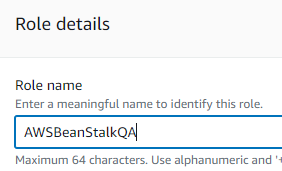 Role details
Role name
Enter a meaningful name to identify this role.
AWSBeanStalkQA
Maximum 64 characters. Use alphanumeric and '+